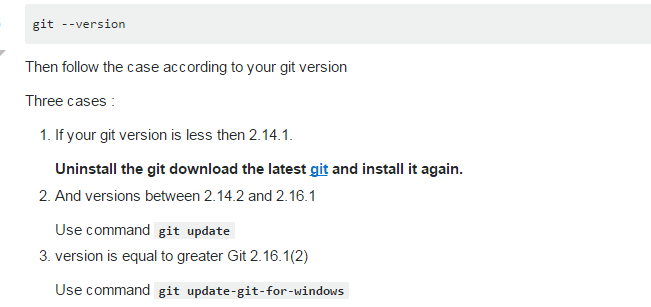 git --version
Then follow the case according to your git version
Three cases :
1. If your git version is less then 2.14.1.
Uninstall the git download the latest git and install it again.
2. And versions between 2.14.2 and 2.16.1
Use command git update
3. version is equal to greater Git 2.16.1(2)
Use command git update-git-for-windows